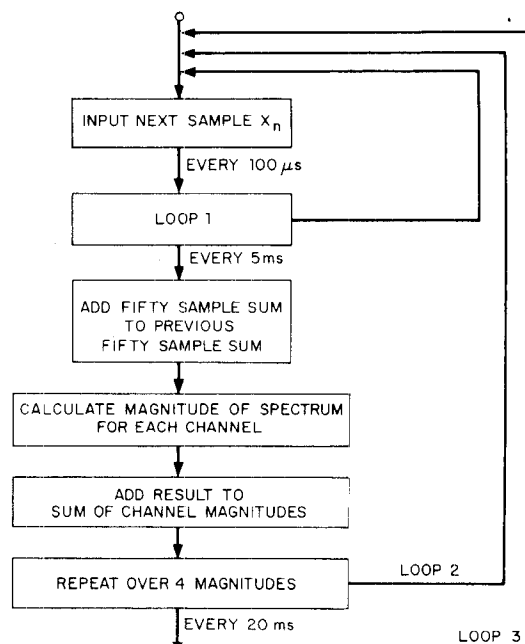 INPUT NEXT SAMPLE Xn
EVERY 100 μs
LOOP 1
EVERY 5ms
ADD FIFTY SAMPLE SUM
TO PREVIOUS
FIFTY SAMPLE SUM
CALCULATE MAGNITUDE OF SPECTRUM
FOR EACH CHANNEL
ADD RESULT TO
SUM OF CHANNEL MAGNITUDES
REPEAT OVER 4 MAGNITUDES
LOOP 2
EVERY 20 ms
LOOP 3